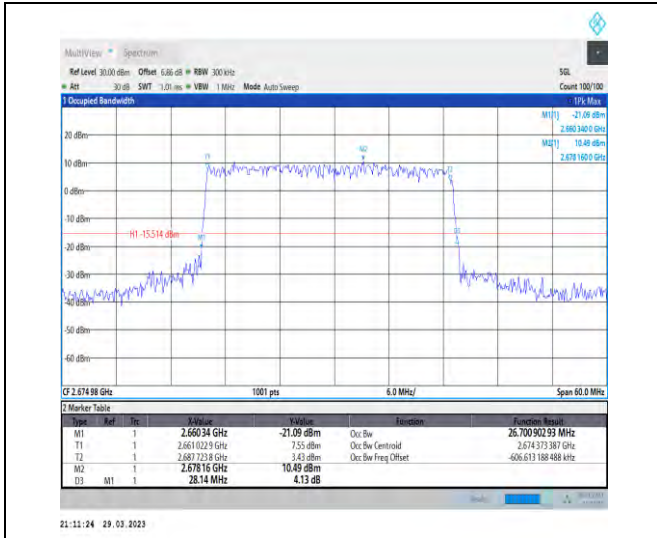 MultiView Spectrum
Ref Level 30.00 dBm Offset 6.86 dB RBW 300 kHz SGL
Att 30 dB SWT 1.01 ms VBW 1 MHz Mode Auto Sweep Count 100/100
1 Occupied Bandwidth 1Pk Max
M1[1] -21.09 dBm
2.660 340 0 GHz
M2[1] 10.49 dBm
2.678 160 0 GHz
20 dBm
M2
T1
T2
10 dBm
0 dBm
-10 dBm
H1 -15.514 dBm
M1
D3
-20 dBm
-30 dBm
-40 dBm
-50 dBm
-60 dBm
CF 2.674 98 GHz 1001 pts 6.0 MHz/ Span 60.0 MHz
2 Marker Table
Type Ref Trc X-Value Y-Value Function Function Result
M1 1 2.660 34 GHz -21.09 dBm Occ Bw 26.700 902 93 MHz
T1 1 2.661 022 9 GHz 7.55 dBm Occ Bw Centroid 2.674 373 387 GHz
T2 1 2.687 723 8 GHz 3.43 dBm Occ Bw Freq Offset -606.613 188 488 kHz
M2 1 2.678 16 GHz 10.49 dBm
D3 M1 1 28.14 MHz 4.13 dB
21:11:24 29.03.2023